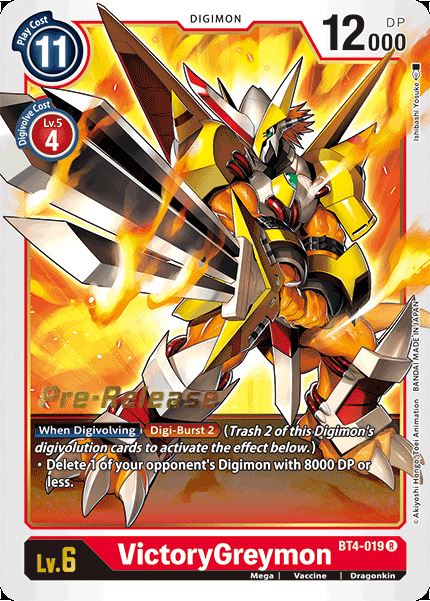 DIGIMON
Play Cost
11
12000
DP
Digivolve Cost
Lv.5
4
Ishibashi Yosuke
Pre-Release
When Digivolving Digi-Burst 2 (Trash 2 of this Digimon's
digivolution cards to activate the effect below.)
• Delete 1 of your opponent's Digimon with 8000 DP or
less.
©Akiyoshi Hongo, Toei Animation ・BANDAI MADE IN JAPAN
Lv.6
VictoryGreymon
BT4-019 R
Mega | Vaccine | Dragonkin